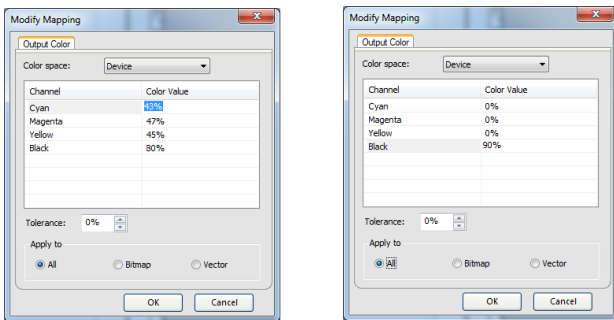 Modify Mapping
Output Color
Color space: Device
Channel Color Value
Cyan 43%
Magenta 47%
Yellow 45%
Black 80%
Tolerance: 0%
Apply to
All Bitmap Vector
OK Cancel
Modify Mapping
Output Color
Color space: Device
Channel Color Value
Cyan 0%
Magenta 0%
Yellow 0%
Black 90%
Tolerance: 0%
Apply to
All Bitmap Vector
OK Cancel